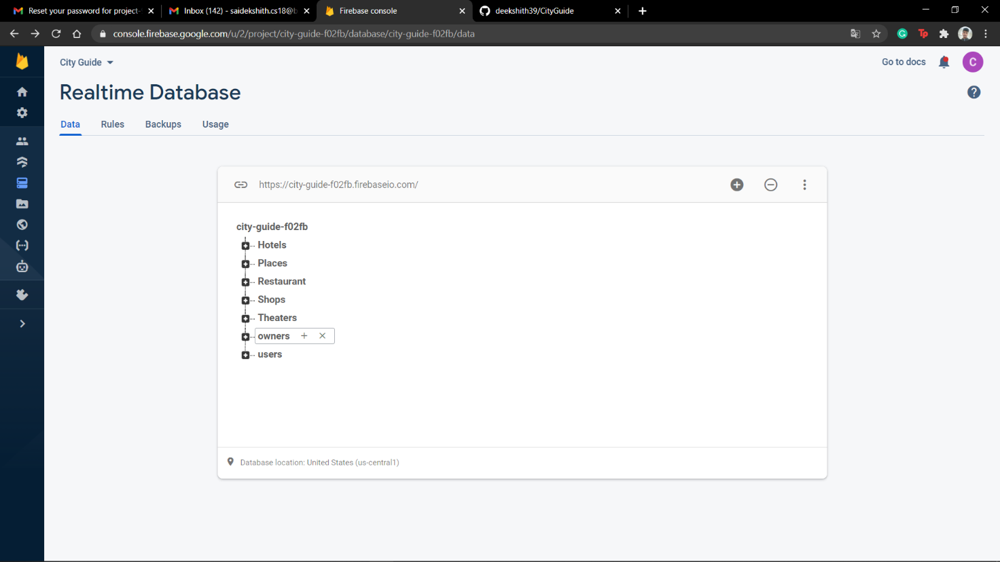 Reset your password for project-
Inbox (142) - saidekshith.cs18@b
Firebase console
deekshith39/CityGuide
console.firebase.google.com/u/2/project/city-guide-f02fb/database/city-guide-f02fb/data
G
Tp
City Guide
Go to docs
C
Realtime Database
?
Data
Rules
Backups
Usage
https://city-guide-f02fb.firebaseio.com/
city-guide-f02fb
Hotels
Places
Restaurant
Shops
Theaters
owners
users
Database location: United States (us-central1)